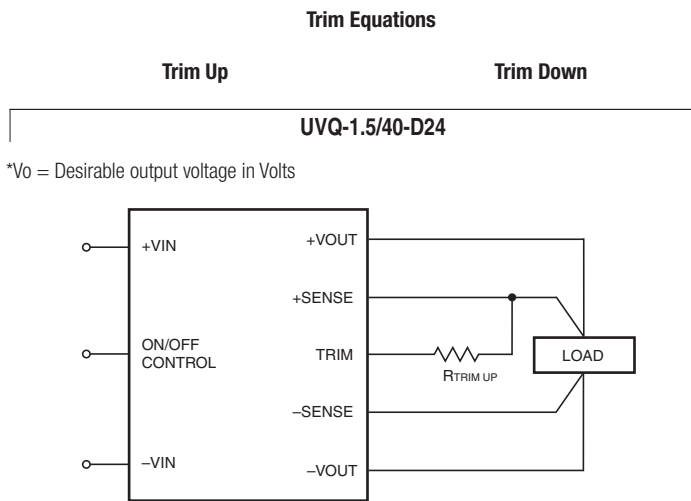 Trim Equations
Trim Up Trim Down
UVQ-1.5/40-D24
*Vo = Desirable output voltage in Volts
+VIN
+VOUT
+SENSE
ON/OFF
CONTROL
TRIM
RTRIM UP
LOAD
–SENSE
–VIN
–VOUT